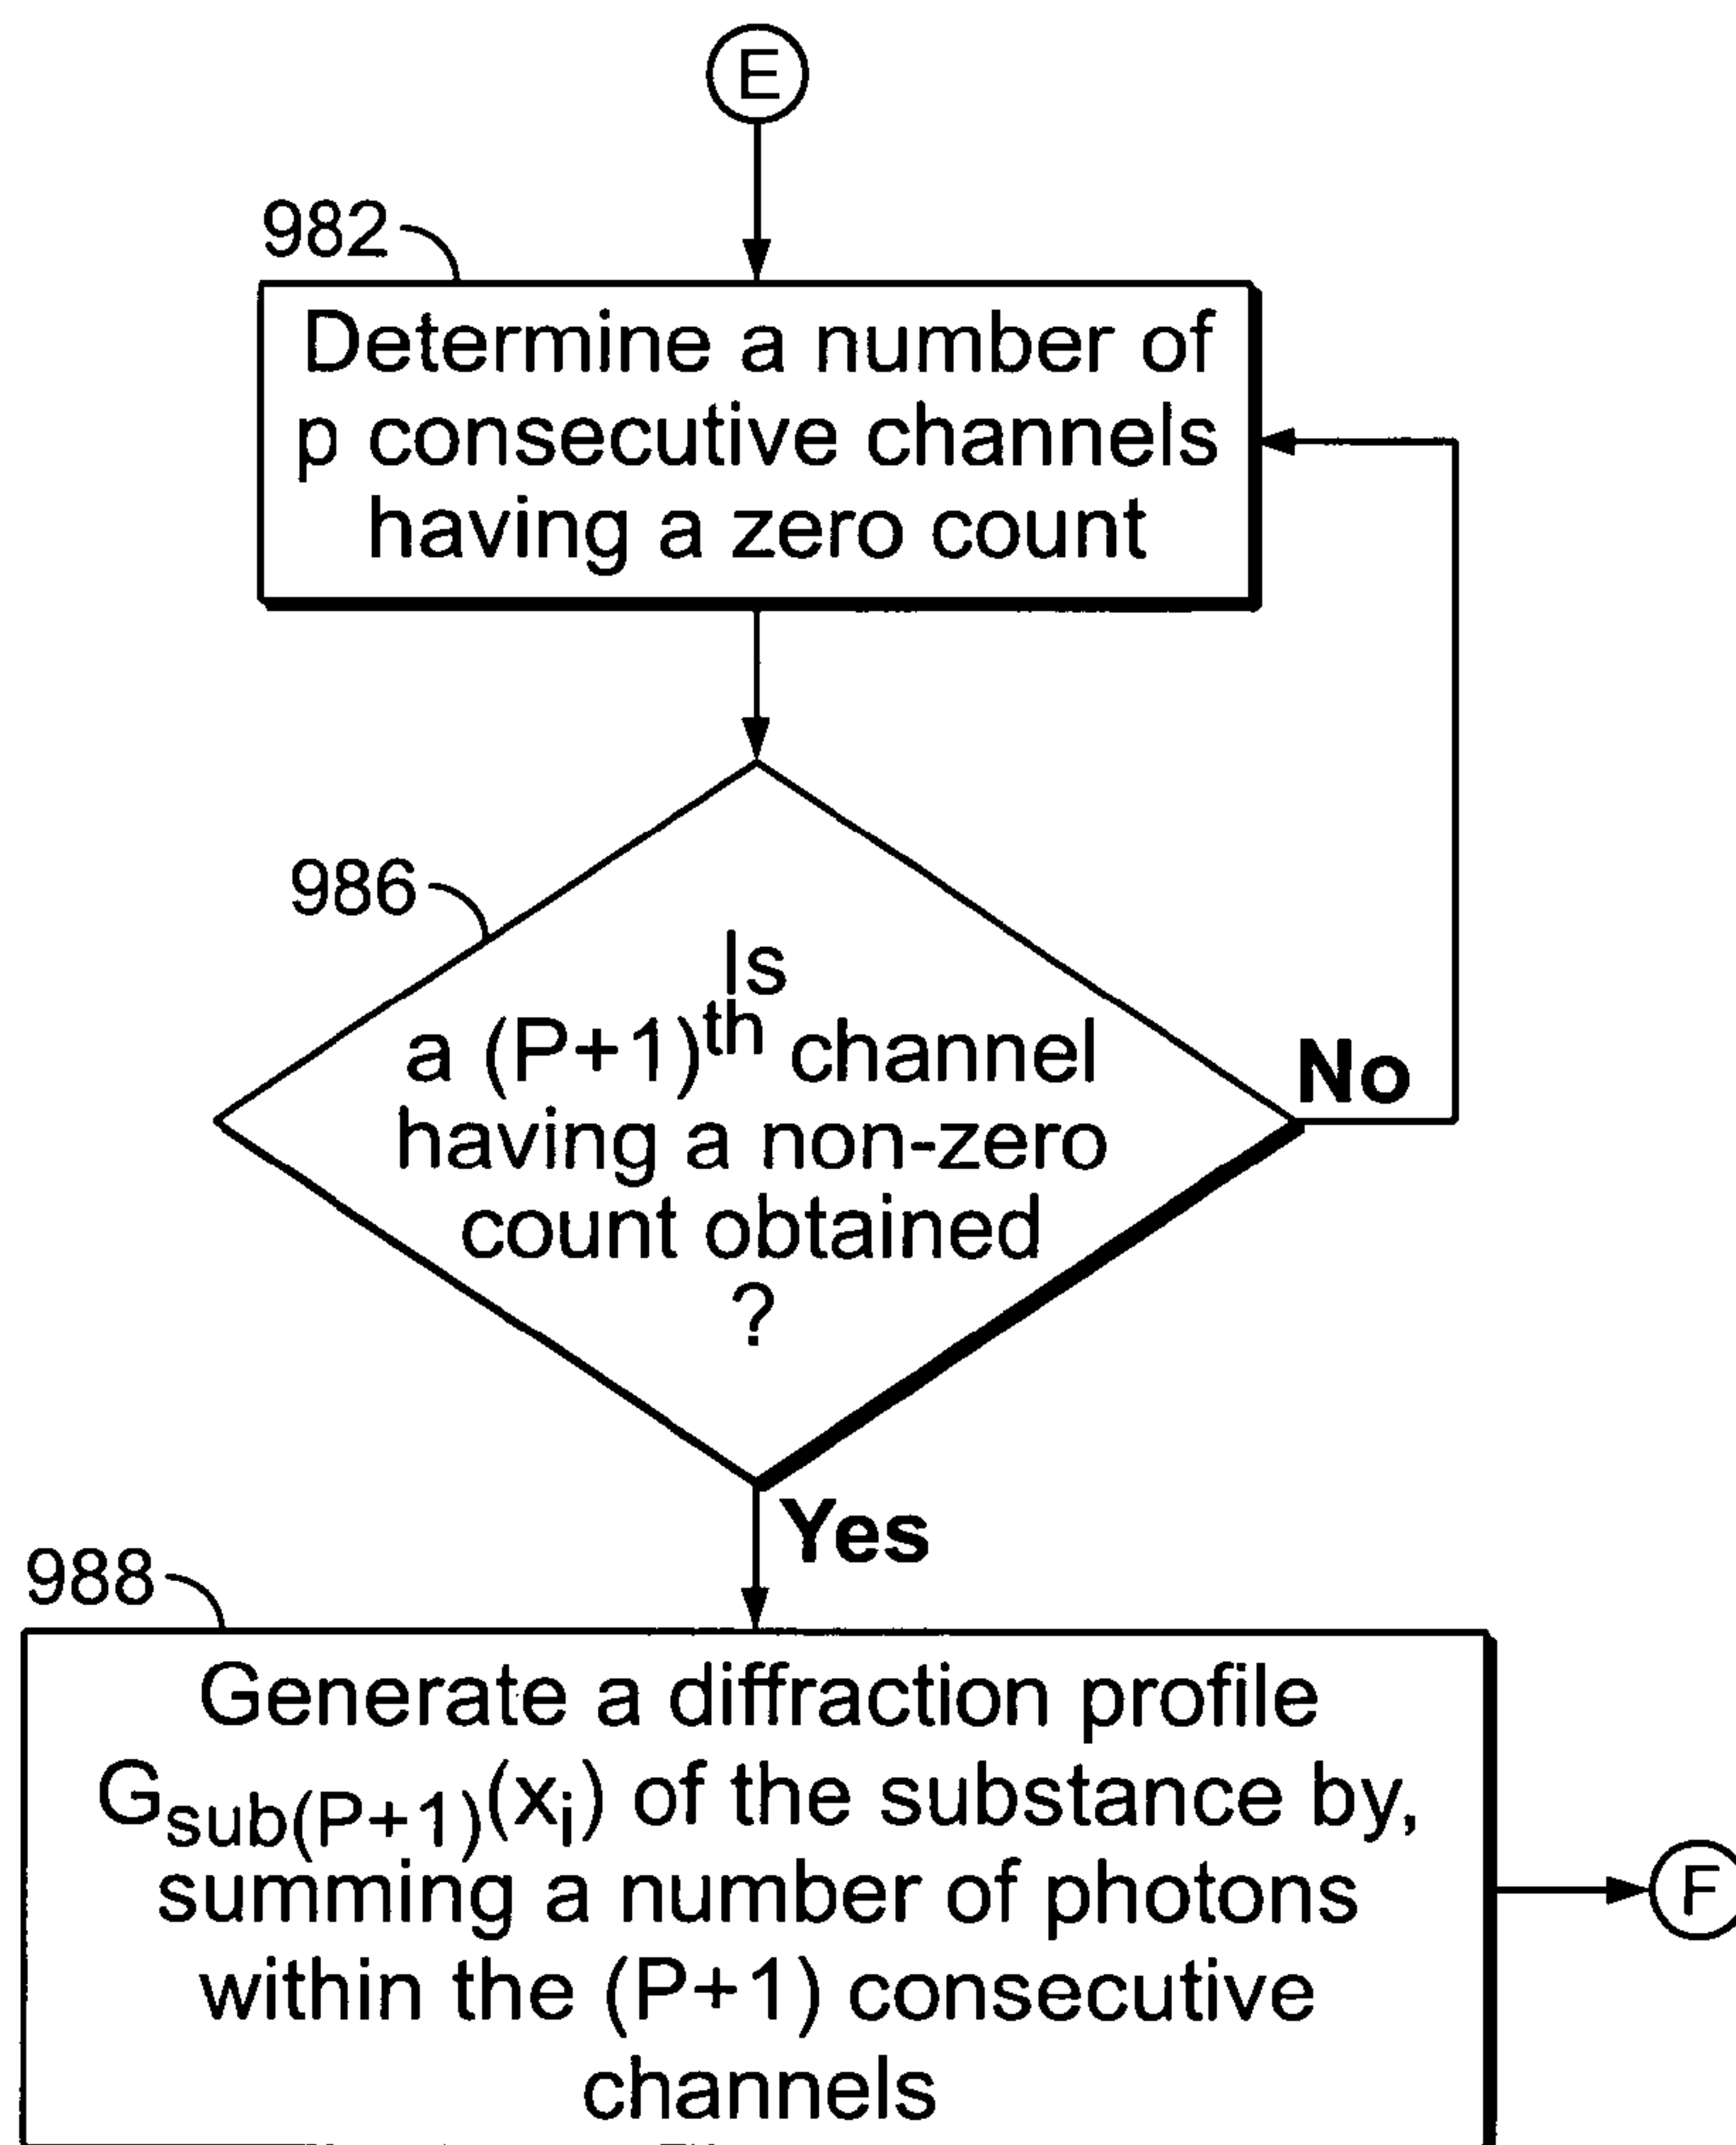 E
982
Determine a number of
p consecutive channels
having a zero count
986
Is
a (P+1)th channel
having a non-zero
count obtained
?
No
Yes
988
Generate a diffraction profile
Gsub(P+1)(xi) of the substance by,
summing a number of photons
within the (P+1) consecutive
channels
F